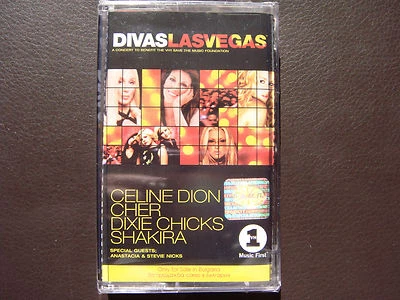 DIVASLASVEGAS
A CONCERT TO BENEFIT THE VH1 SAVE THE MUSIC FOUNDATION
CELINE DION
CHER
DIXIE CHICKS
SHAKIRA
SPECIAL GUESTS:
ANASTACIA & STEVIE NICKS
1
Music First
Only for Sale in Bulgaria